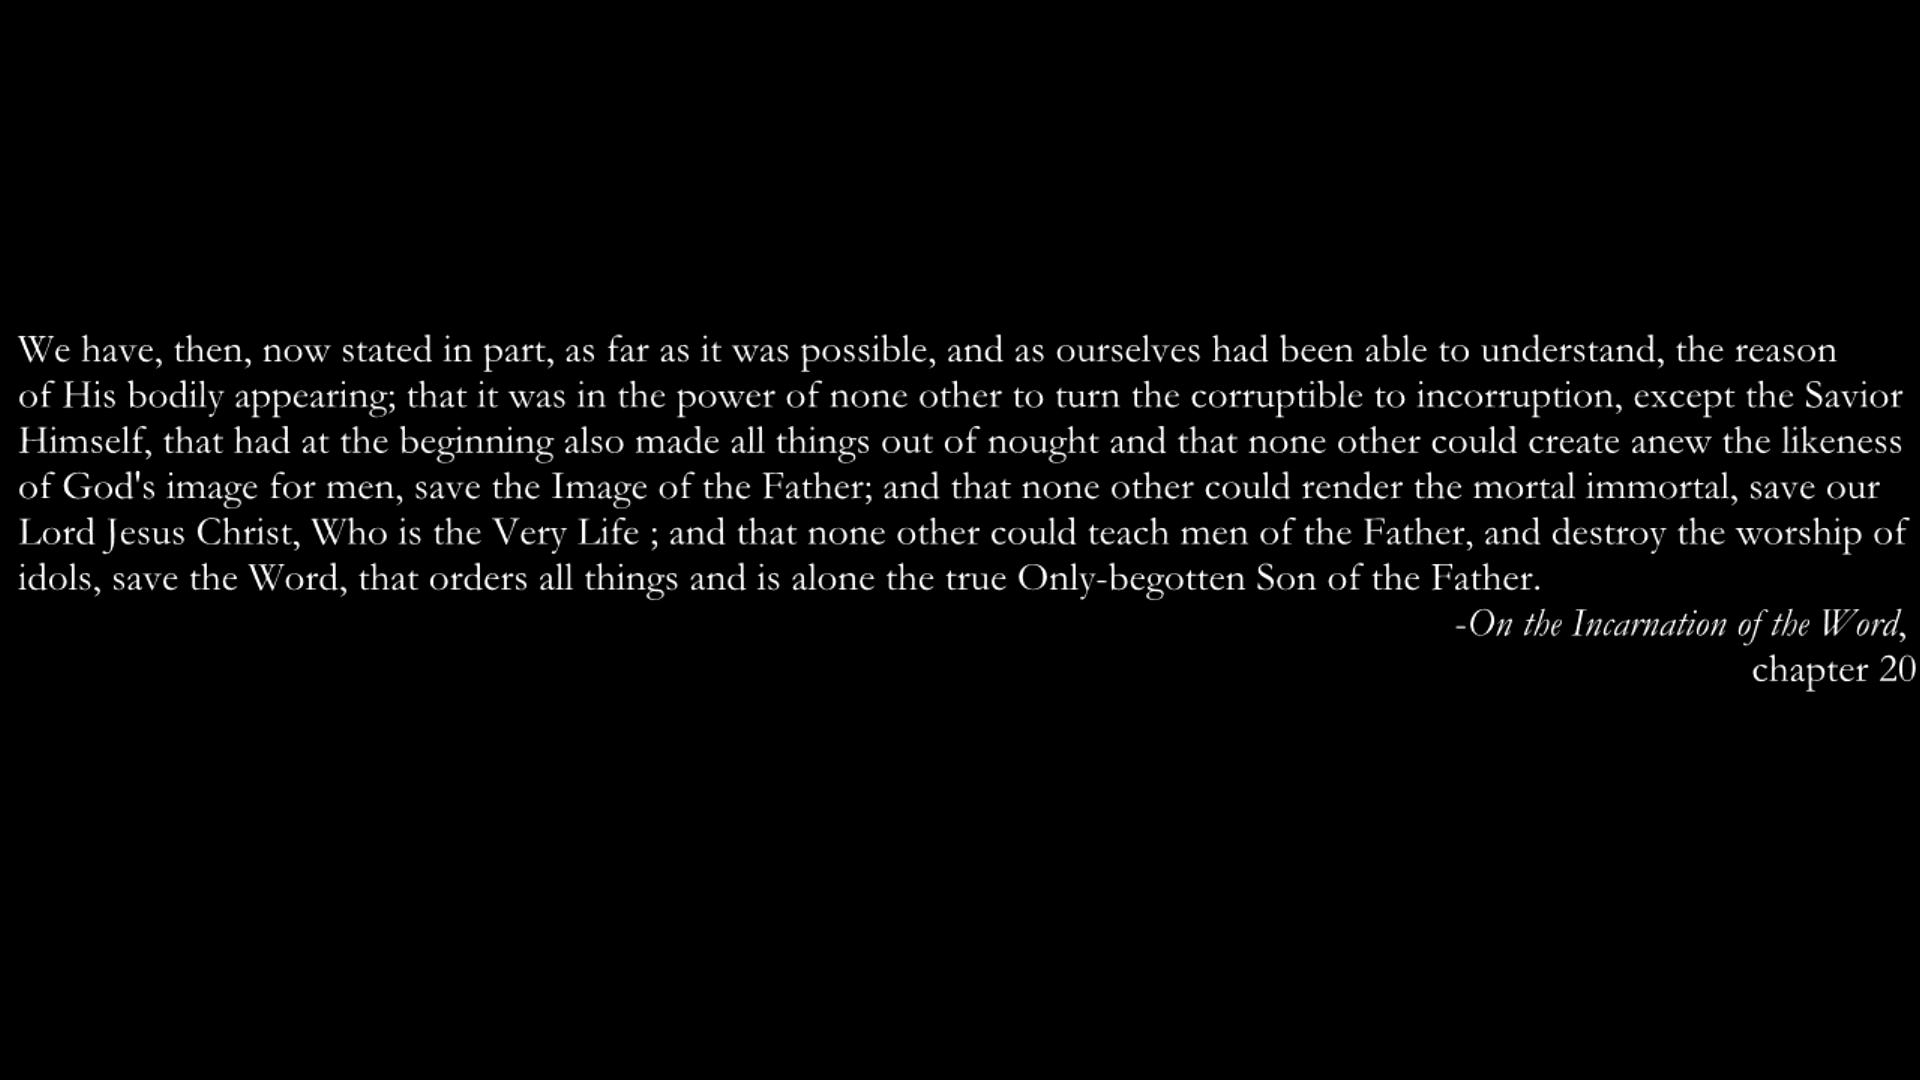 We have, then, now stated in part, as far as it was possible, and as ourselves had been able to understand, the reason
of His bodily appearing; that it was in the power of none other to turn the corruptible to incorruption, except the Savior
Himself, that had at the beginning also made all things out of nought and that none other could create anew the likeness
of God's image for men, save the Image of the Father; and that none other could render the mortal immortal, save our
Lord Jesus Christ, Who is the Very Life ; and that none other could teach men of the Father, and destroy the worship of
idols, save the Word, that orders all things and is alone the true Only-begotten Son of the Father.
-On the Incarnation of the Word,
chapter 20